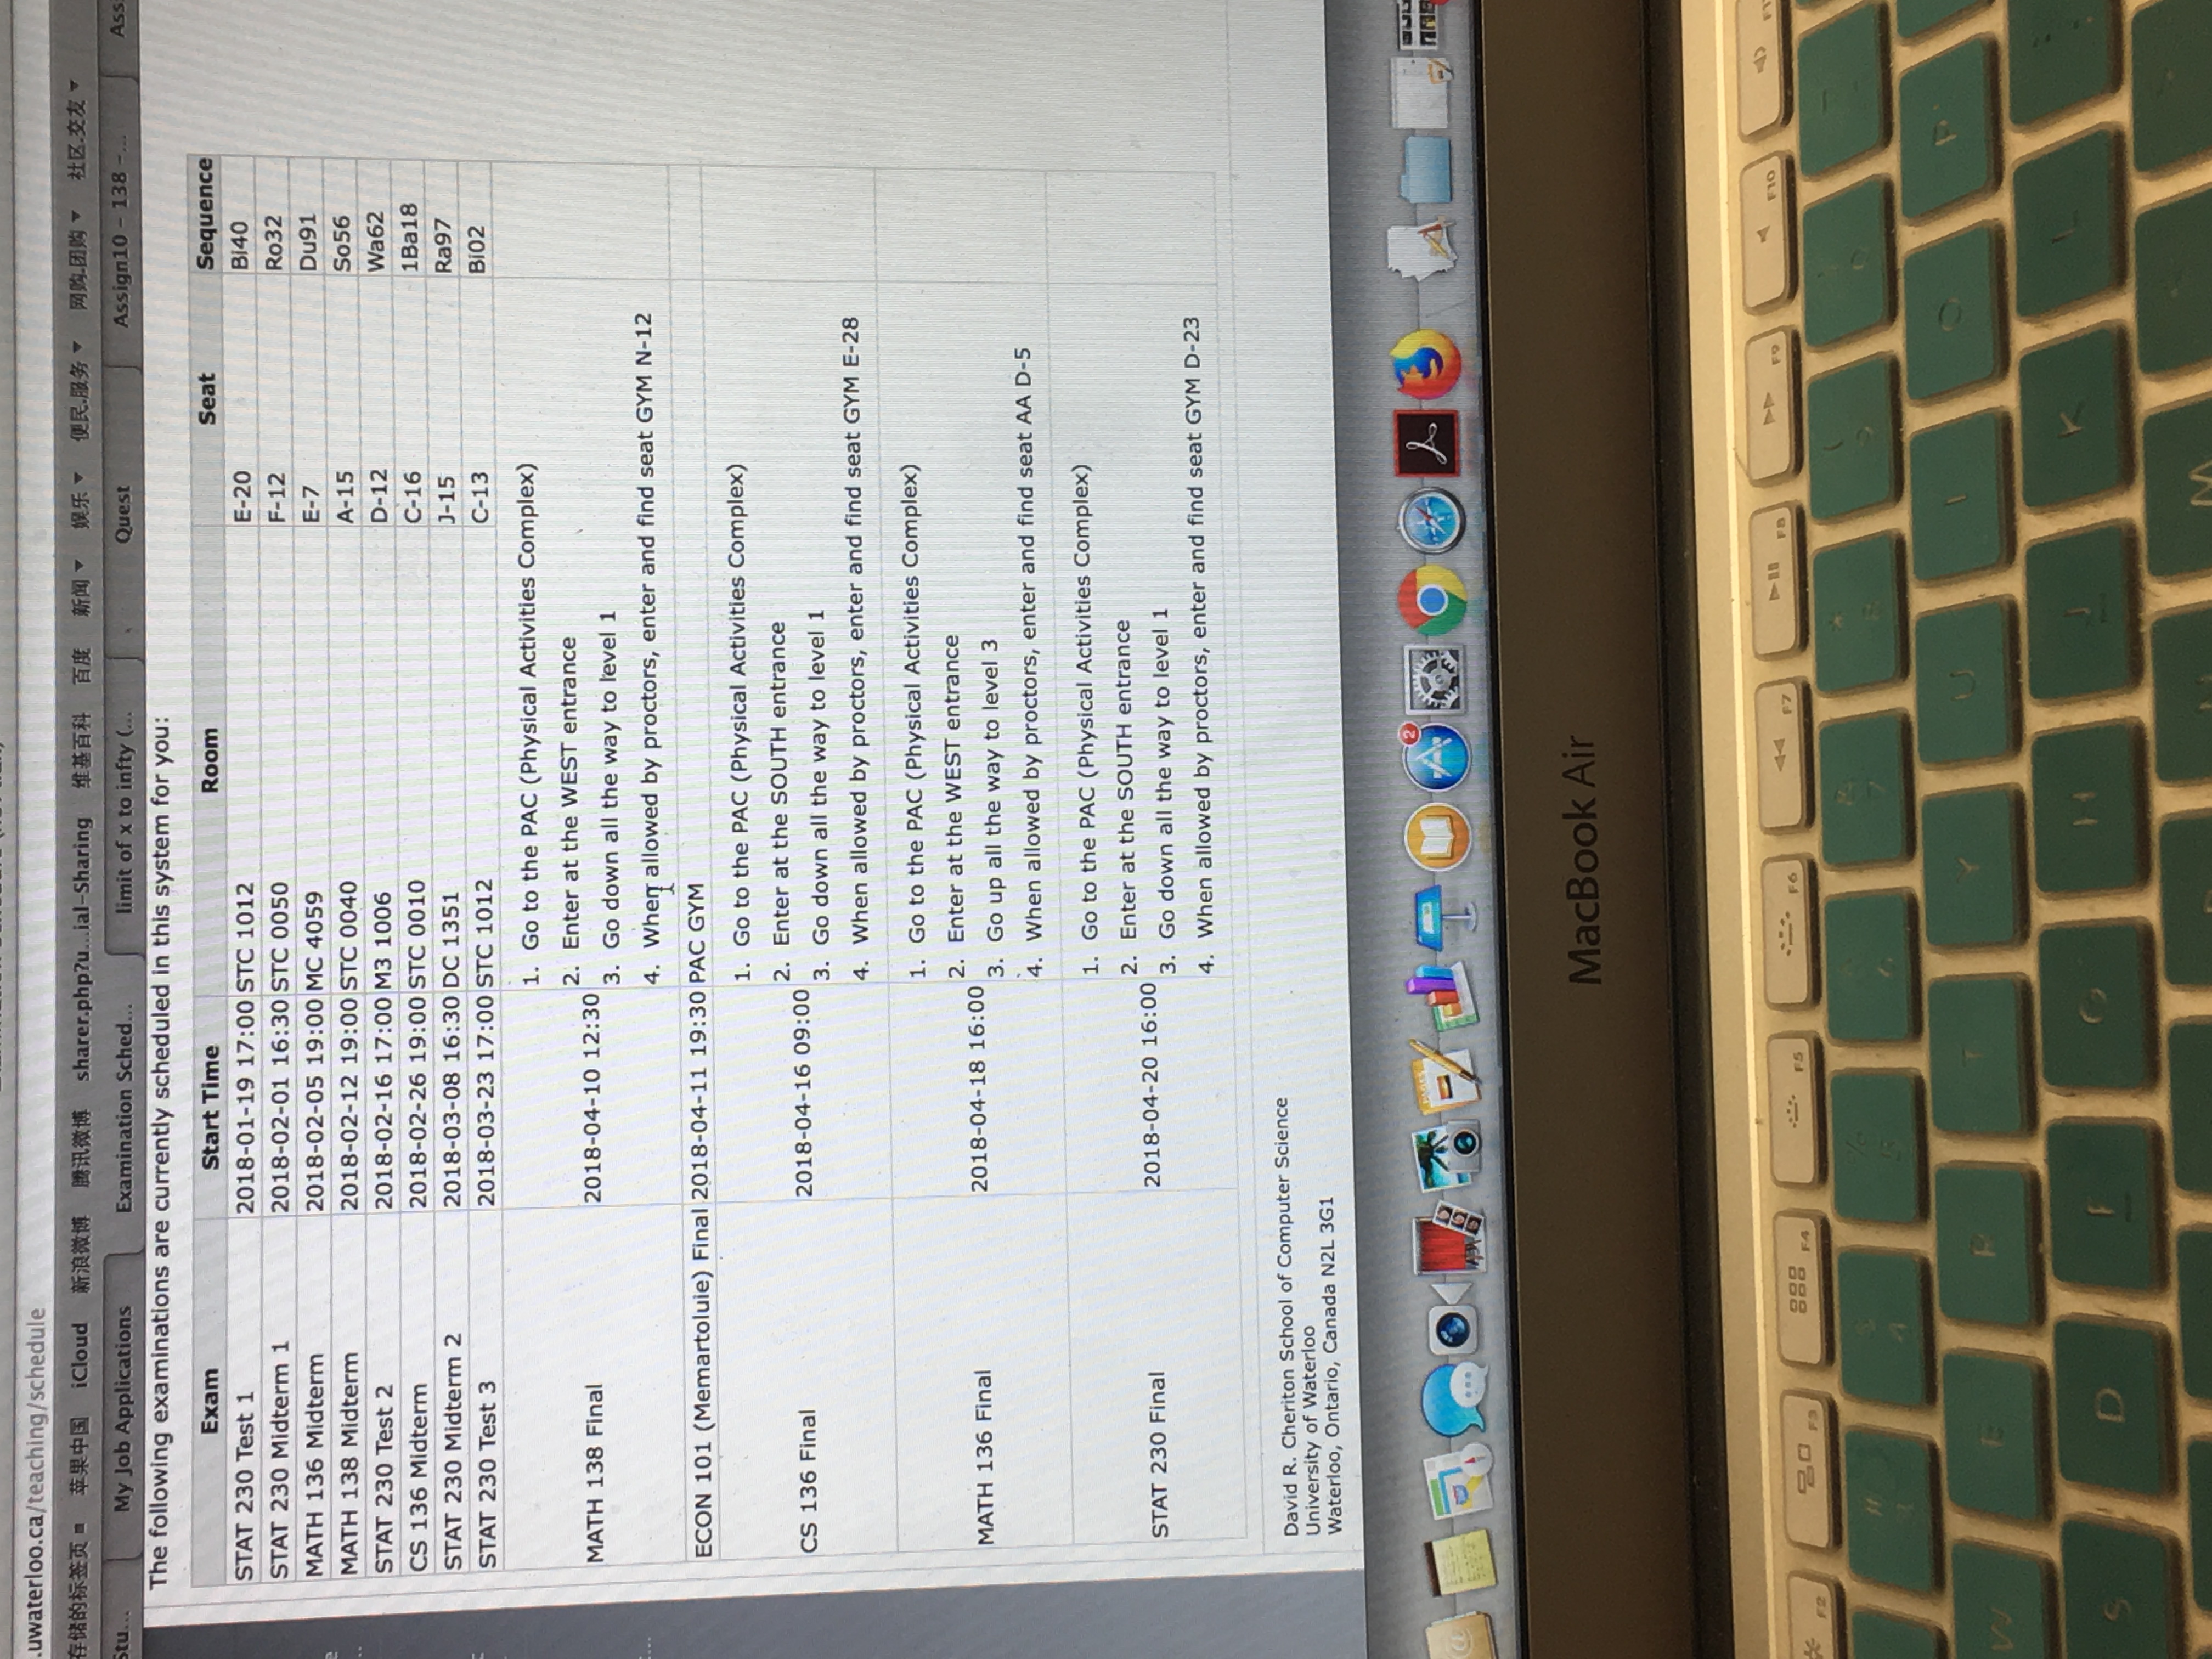 .uwaterloo.ca/teaching/schedule
存储的标签页 苹果中国 iCloud 新浪微博 腾讯微博 sharer.php?u...ial-Sharing 维基百科 百度 新闻 ▼ 娱乐 ▼ 便民.服务 ▼ 网购.团购 ▼ 社区.交友 ▼
Stu... My Job Applications Examination Sched... limit of x to infty (... Quest Assign10 – 138 –... Ass
The following examinations are currently scheduled in this system for you:
Exam Start Time Room Seat Sequence
STAT 230 Test 1 2018-01-19 17:00 STC 1012 E-20 Bi40
STAT 230 Midterm 1 2018-02-01 16:30 STC 0050 F-12 Ro32
MATH 136 Midterm 2018-02-05 19:00 MC 4059 E-7 Du91
MATH 138 Midterm 2018-02-12 19:00 STC 0040 A-15 So56
STAT 230 Test 2 2018-02-16 17:00 M3 1006 D-12 Wa62
CS 136 Midterm 2018-02-26 19:00 STC 0010 C-16 1Ba18
STAT 230 Midterm 2 2018-03-08 16:30 DC 1351 J-15 Ra97
STAT 230 Test 3 2018-03-23 17:00 STC 1012 C-13 Bi02
MATH 138 Final 2018-04-10 12:30
1. Go to the PAC (Physical Activities Complex)
2. Enter at the WEST entrance
3. Go down all the way to level 1
4. When allowed by proctors, enter and find seat GYM N-12
ECON 101 (Memartoluie) Final 2018-04-11 19:30 PAC GYM
CS 136 Final 2018-04-16 09:00
1. Go to the PAC (Physical Activities Complex)
2. Enter at the SOUTH entrance
3. Go down all the way to level 1
4. When allowed by proctors, enter and find seat GYM E-28
MATH 136 Final 2018-04-18 16:00
1. Go to the PAC (Physical Activities Complex)
2. Enter at the WEST entrance
3. Go up all the way to level 3
4. When allowed by proctors, enter and find seat AA D-5
STAT 230 Final 2018-04-20 16:00
1. Go to the PAC (Physical Activities Complex)
2. Enter at the SOUTH entrance
3. Go down all the way to level 1
4. When allowed by proctors, enter and find seat GYM D-23
David R. Cheriton School of Computer Science
University of Waterloo
Waterloo, Ontario, Canada N2L 3G1
2
MacBook Air
F2 F3 F4 F5 F6 F7 F8 F9 F10
W E R T Y U I O P
S D F G H J K L
M